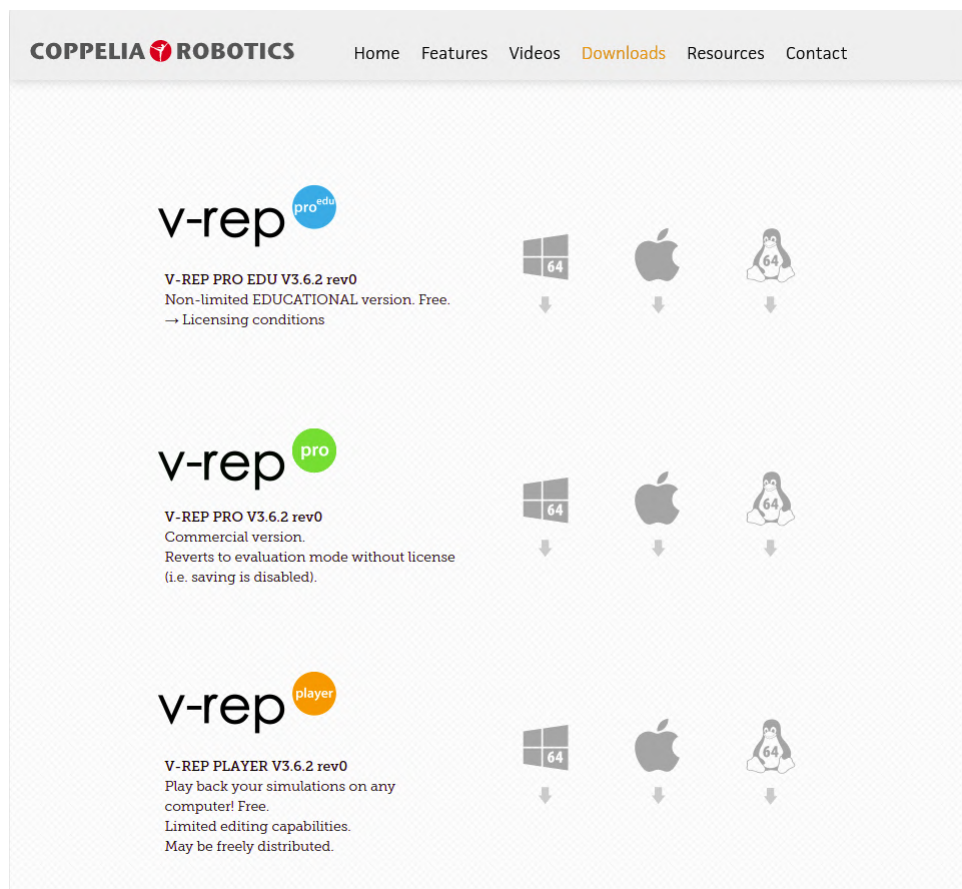 COPPELIA ROBOTICS
Home Features Videos Downloads Resources Contact
v-rep pro edu
V-REP PRO EDU V3.6.2 rev0
Non-limited EDUCATIONAL version. Free.
→ Licensing conditions
64
64
v-rep pro
V-REP PRO V3.6.2 rev0
Commercial version.
Reverts to evaluation mode without license
(i.e. saving is disabled).
64
64
v-rep player
V-REP PLAYER V3.6.2 rev0
Play back your simulations on any
computer! Free.
Limited editing capabilities.
May be freely distributed.
64
64